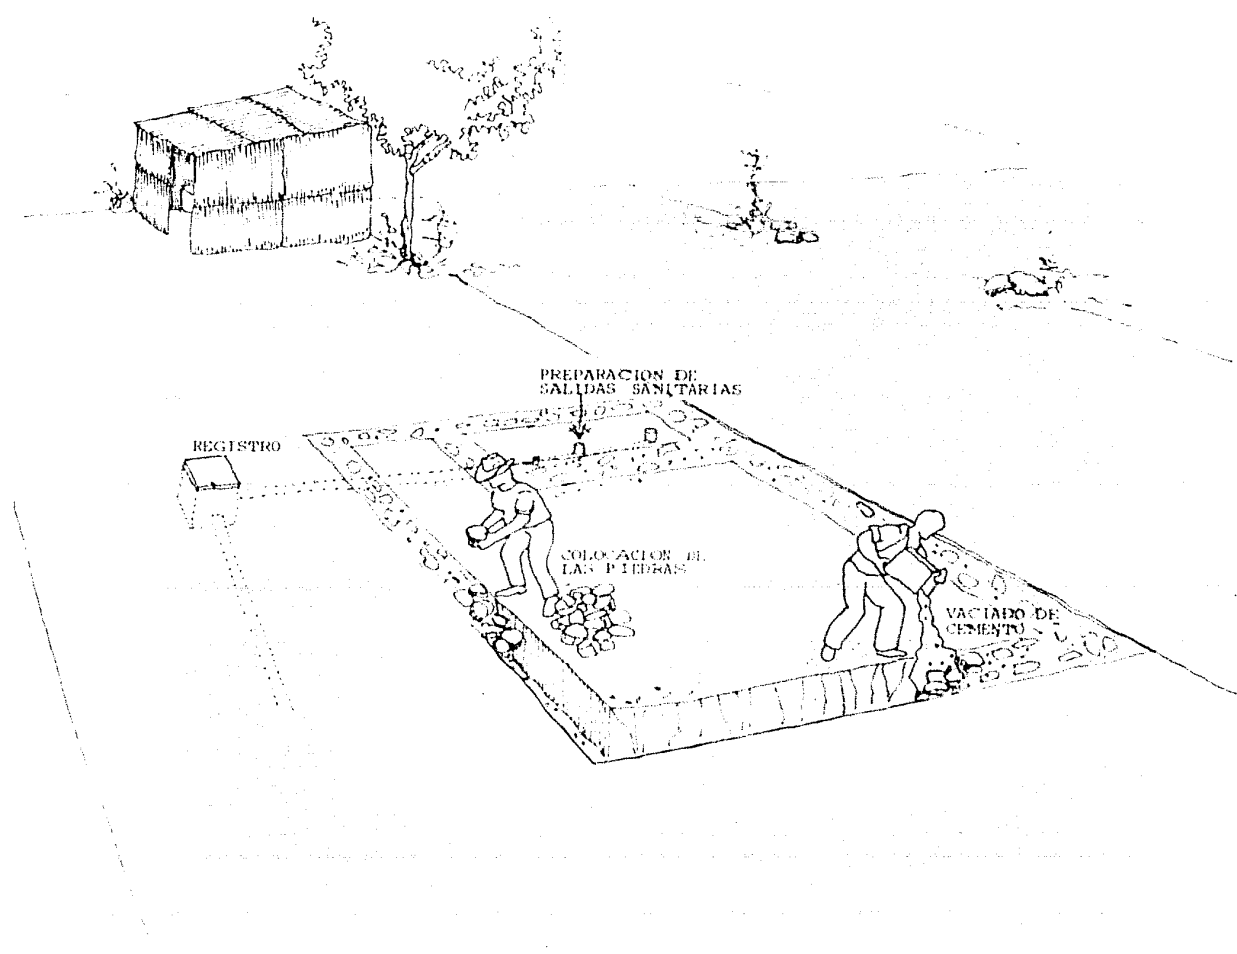 PREPARACION DE
SALIDAS SANITARIAS
REGISTRO
COLOCACION DE
LAS PIEDRAS
VACIADO DE
CEMENTO